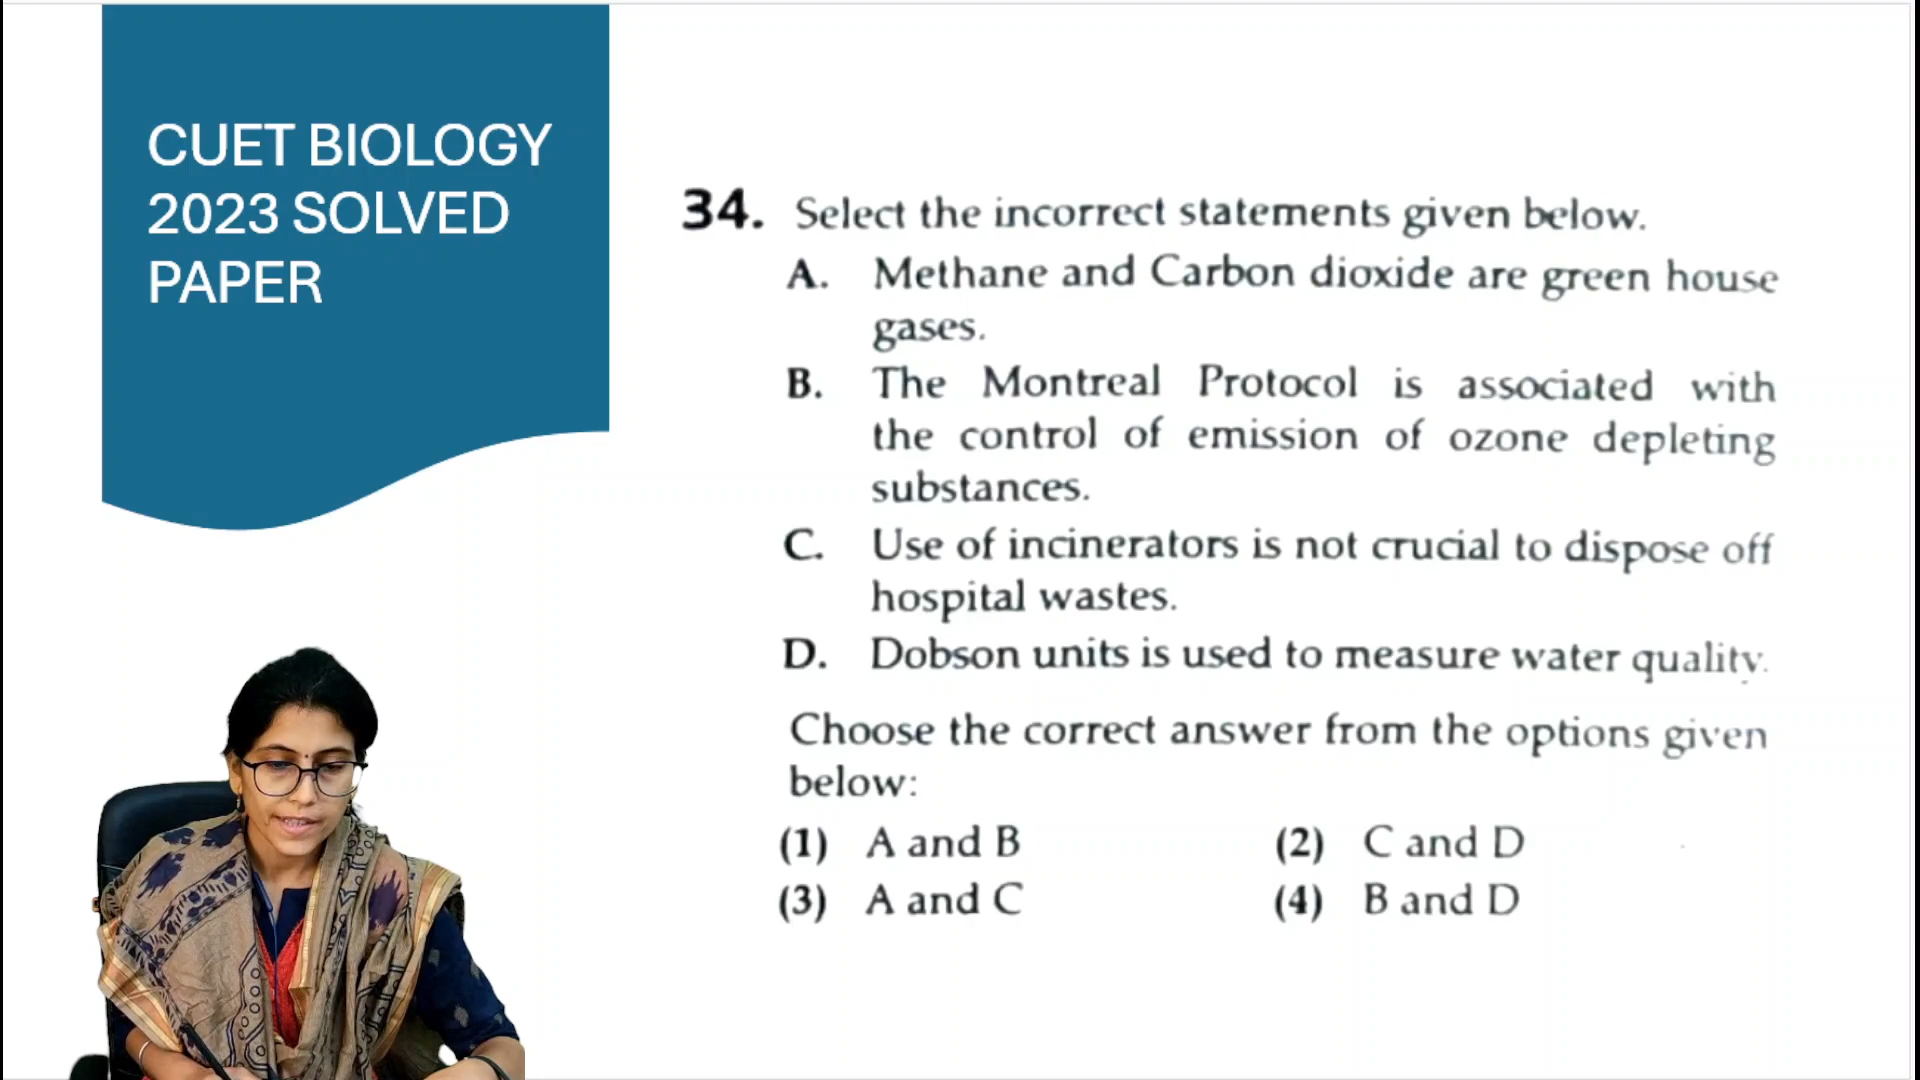 CUET BIOLOGY
2023 SOLVED
PAPER
34. Select the incorrect statements given below.
A. Methane and Carbon dioxide are green house
gases.
B. The Montreal Protocol is associated with
the control of emission of ozone depleting
substances.
C. Use of incinerators is not crucial to dispose off
hospital wastes.
D. Dobson units is used to measure water quality.
Choose the correct answer from the options given
below:
(1) A and B (2) C and D
(3) A and C (4) B and D